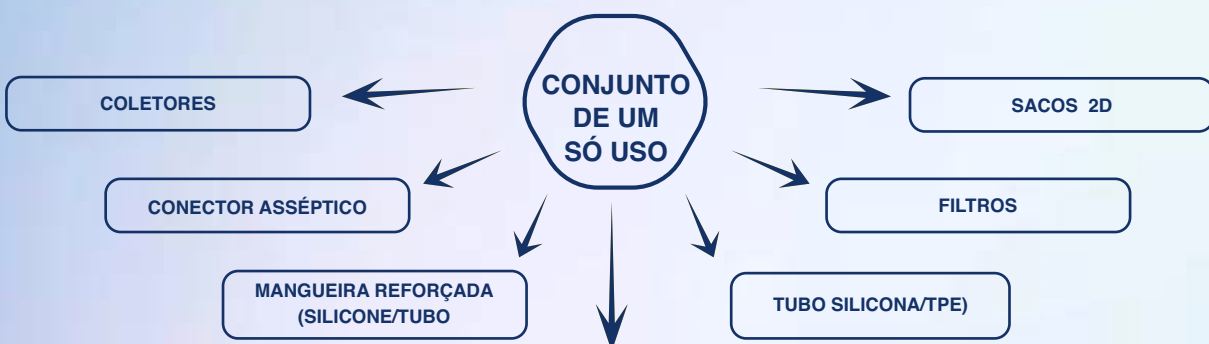 CONJUNTO
DE UM
SÓ USO
COLETORES
SACOS 2D
CONECTOR ASSÉPTICO
FILTROS
MANGUEIRA REFORÇADA
(SILICONE/TUBO
TUBO SILICONA/TPE)